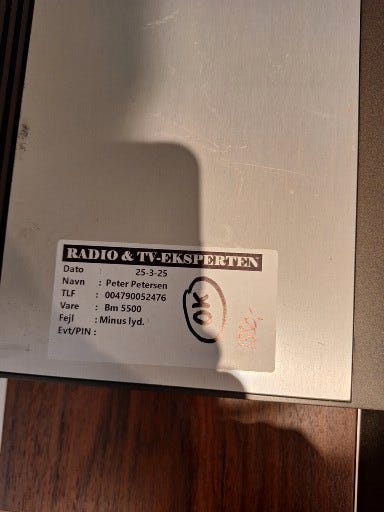 RADIO & TV-EKSPERTEN
Dato : 25-3-25
Navn : Peter Petersen
TLF : 004790052476
Vare : Bm 5500
Fejl : Minus lyd.
Evt/PIN :
OK